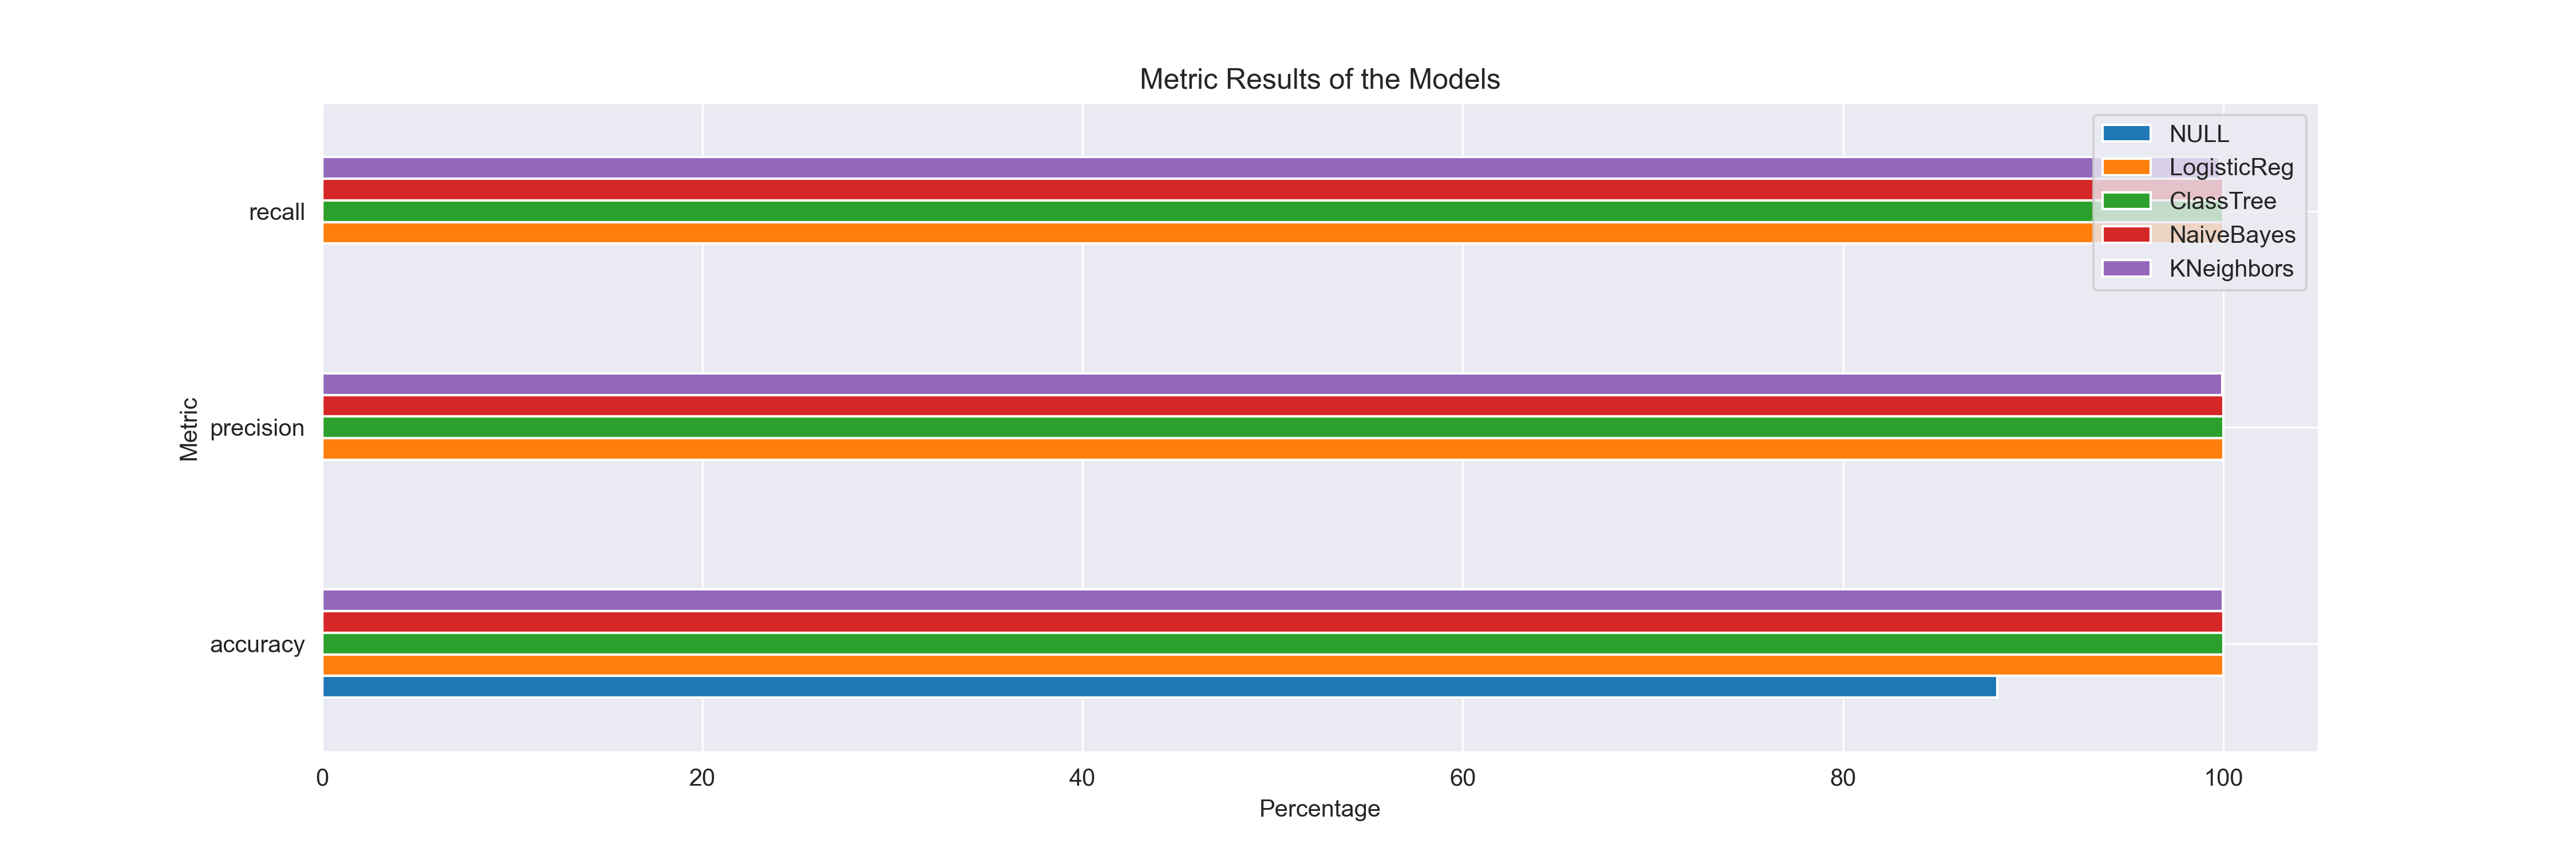 Metric Results of the Models
NULL
LogisticReg
ClassTree
NaiveBayes
KNeighbors
recall
precision
accuracy
Metric
0 20 40 60 80 100
Percentage